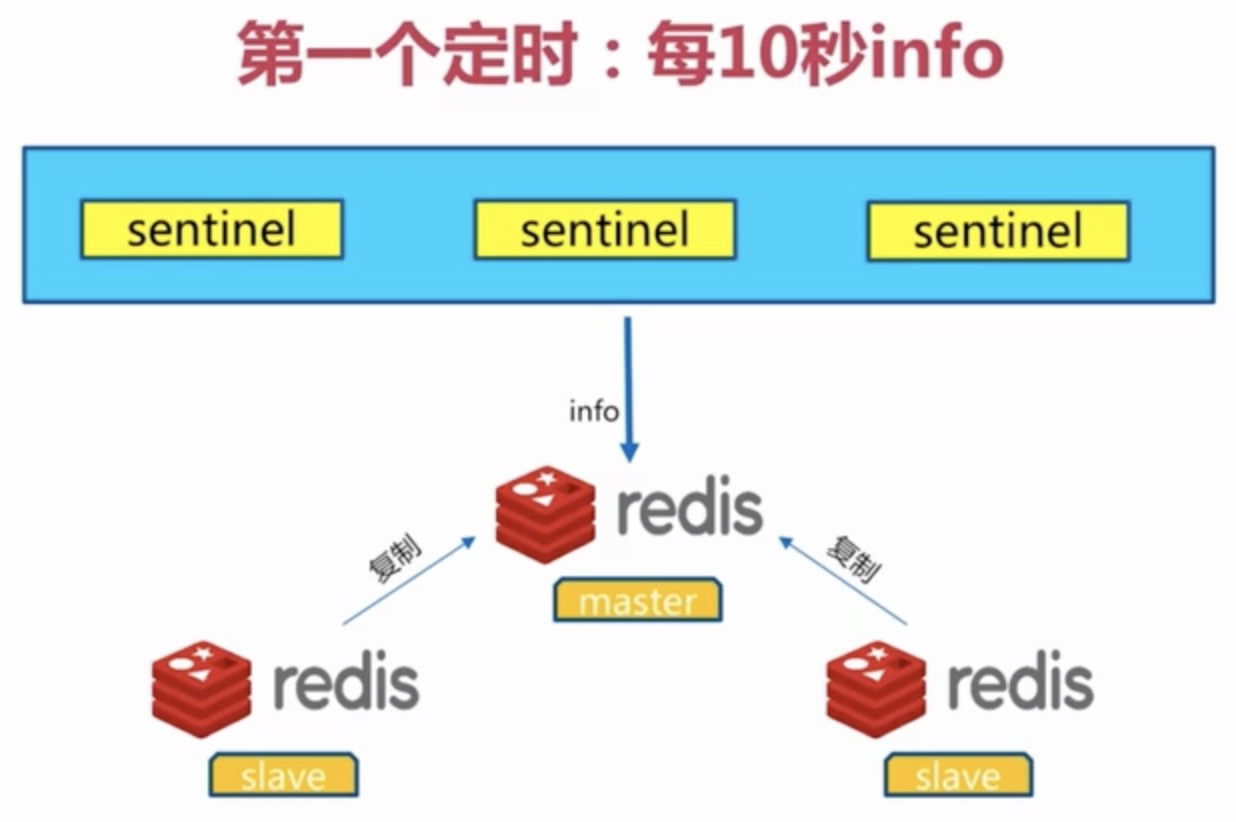 第一个定时：每10秒info
sentinel
sentinel
sentinel
info
redis
复制
复制
master
redis
redis
slave
slave